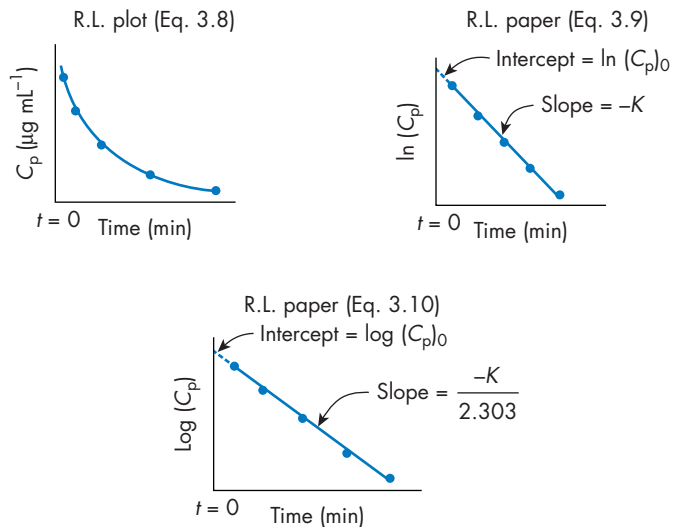 R.L. plot (Eq. 3.8)
Cp (µg mL–1)
t = 0
Time (min)
R.L. paper (Eq. 3.9)
Intercept = ln (Cp)0
Slope = –K
ln (Cp)
t = 0
Time (min)
R.L. paper (Eq. 3.10)
Intercept = log (Cp)0
Slope = –K
2.303
Log (Cp)
t = 0
Time (min)